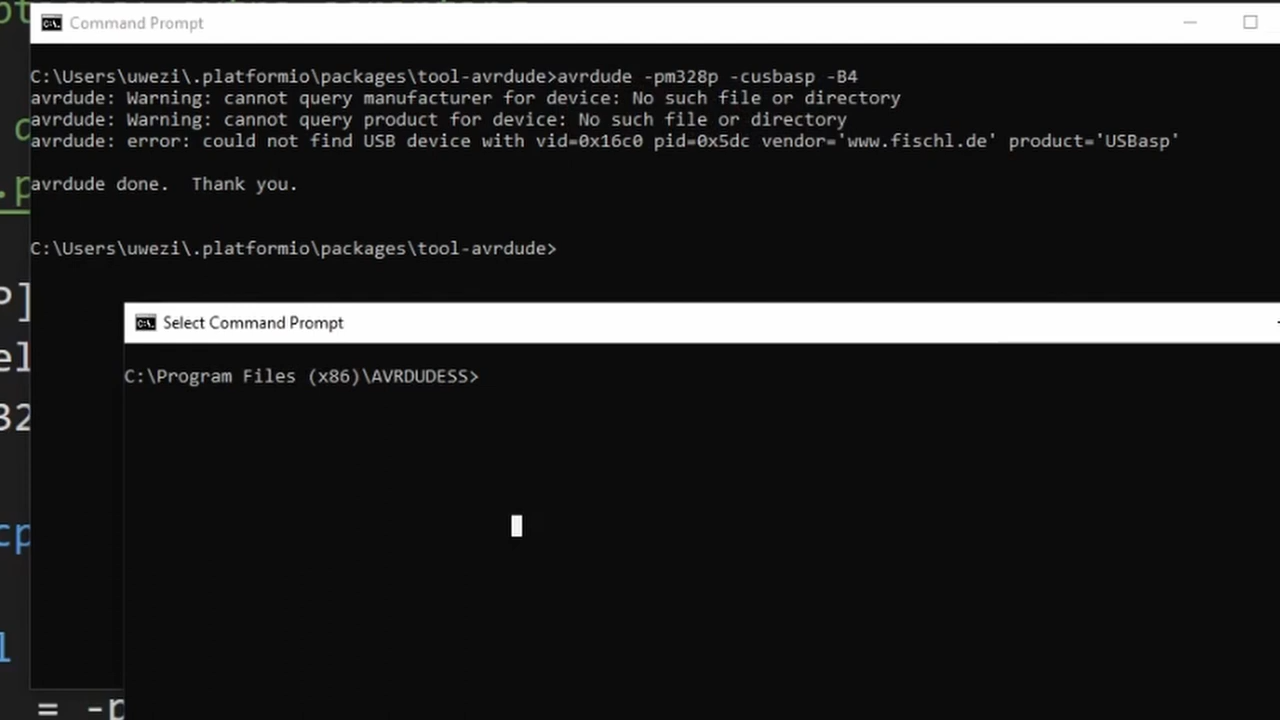 Command Prompt
C:\Users\uwezi\.platformio\packages\tool-avrdude>avrdude -pm328p -cusbasp -B4
avrdude: Warning: cannot query manufacturer for device: No such file or directory
avrdude: Warning: cannot query product for device: No such file or directory
avrdude: error: could not find USB device with vid=0x16c0 pid=0x5dc vendor='www.fischl.de' product='USBasp'
avrdude done.  Thank you.
C:\Users\uwezi\.platformio\packages\tool-avrdude>
Select Command Prompt
C:\Program Files (x86)\AVRDUDESS>